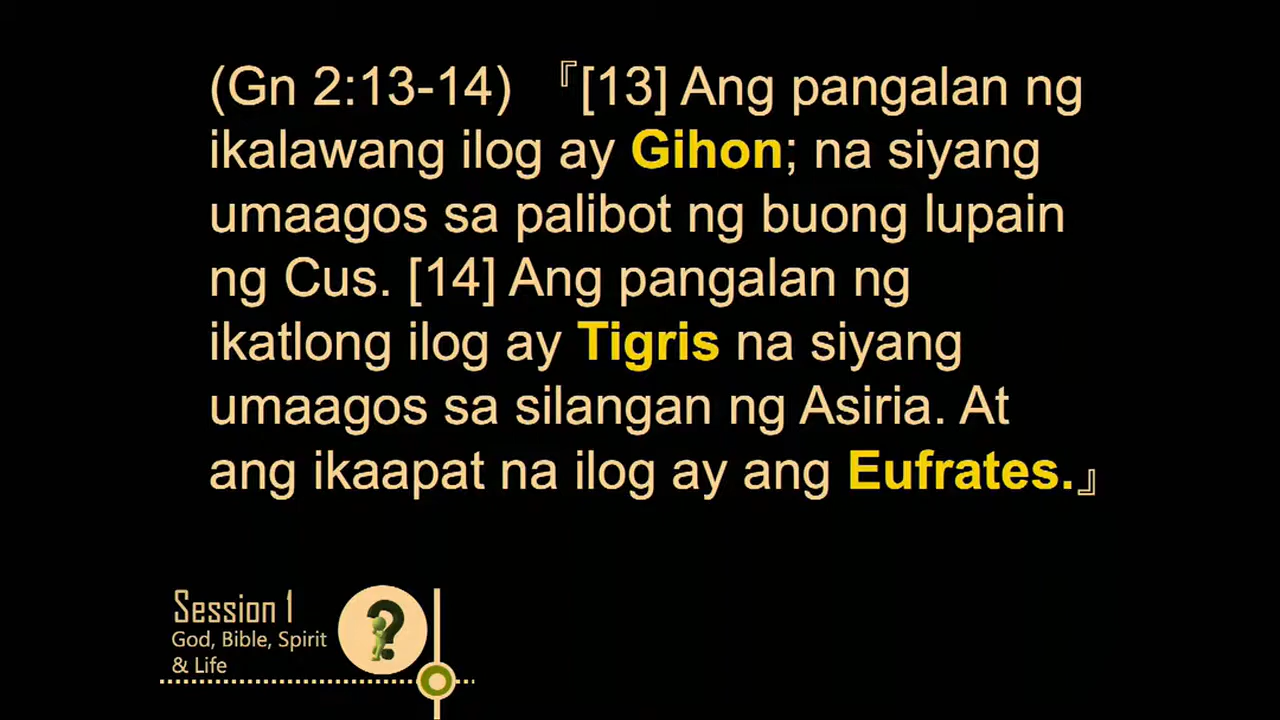 (Gn 2:13-14) 『[13] Ang pangalan ng
ikalawang ilog ay Gihon; na siyang
umaagos sa palibot ng buong lupain
ng Cus. [14] Ang pangalan ng
ikatlong ilog ay Tigris na siyang
umaagos sa silangan ng Asiria. At
ang ikaapat na ilog ay ang Eufrates.』
Session 1
God, Bible, Spirit
& Life
?